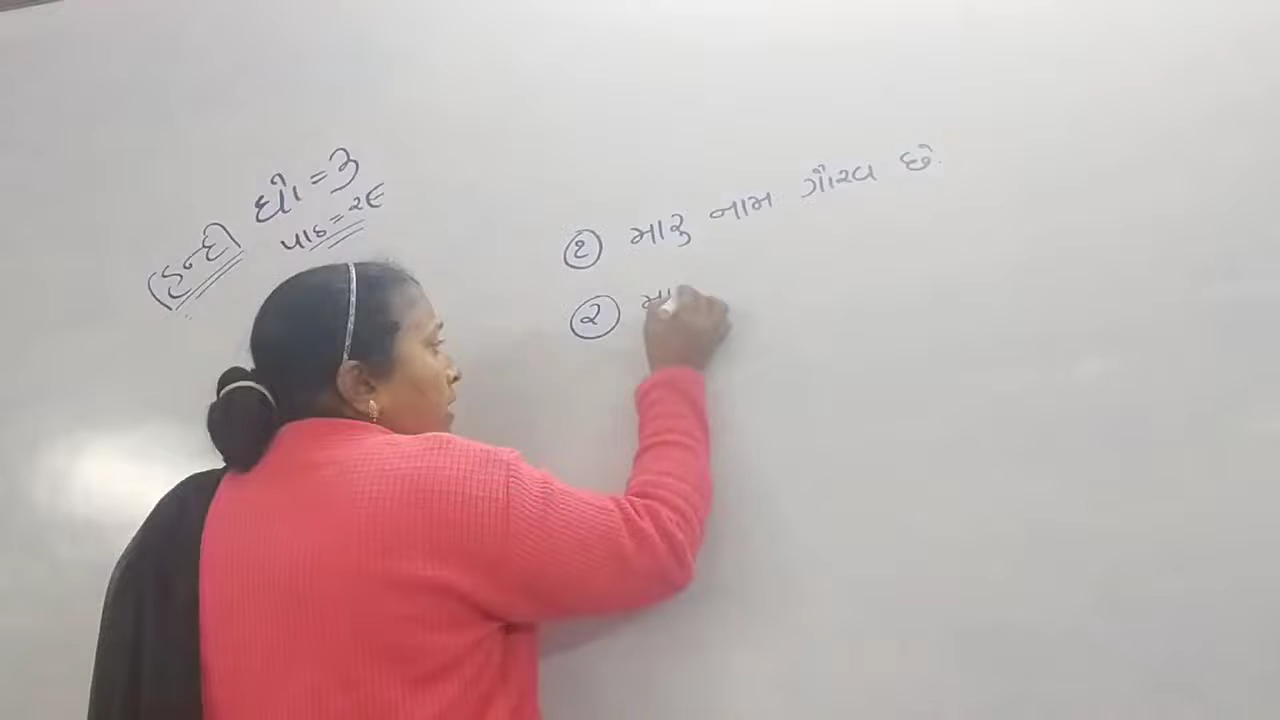 હિન્દી ધો = ૩
પાઠ = ૨૯
૧ મારુ નામ ગૌરવ છે.
૨ મા